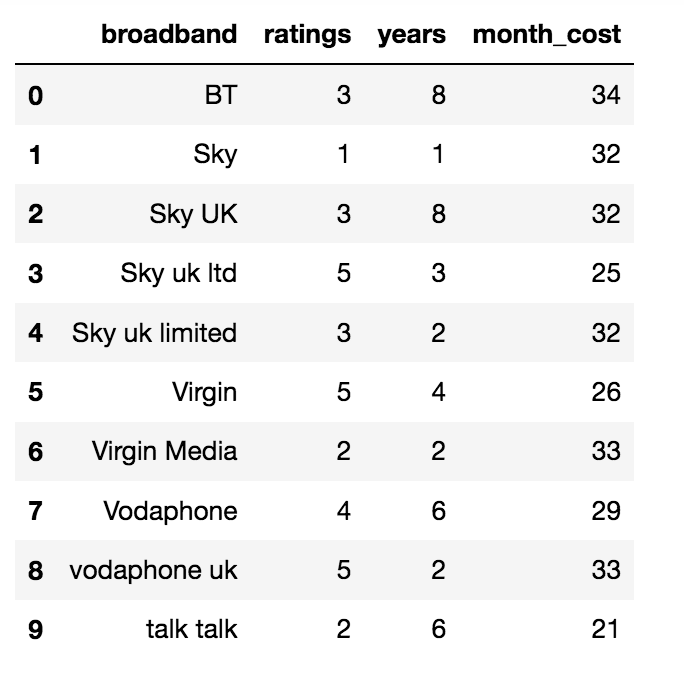 broadband ratings years month_cost
0 BT 3 8 34
1 Sky 1 1 32
2 Sky UK 3 8 32
3 Sky uk ltd 5 3 25
4 Sky uk limited 3 2 32
5 Virgin 5 4 26
6 Virgin Media 2 2 33
7 Vodaphone 4 6 29
8 vodaphone uk 5 2 33
9 talk talk 2 6 21